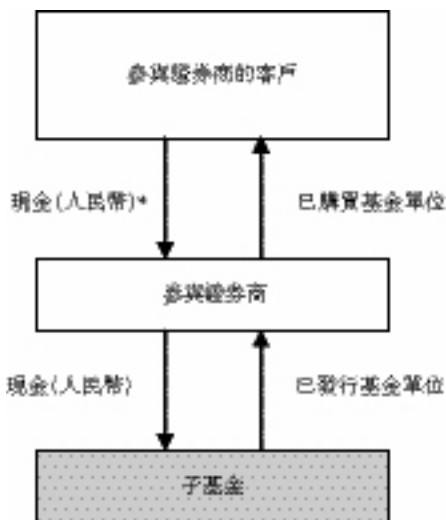 參與證券商的客戶
現金(人民幣)*
已購買基金單位
參與證券商
現金(人民幣)
已發行基金單位
子基金